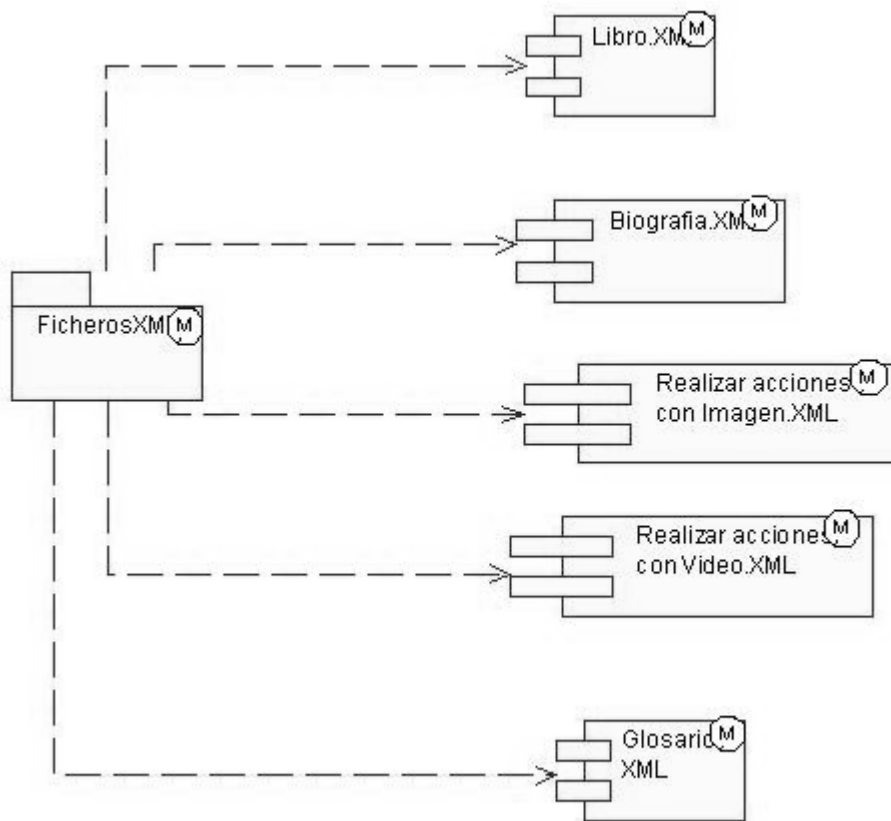 Libro.XM
M
Biografia.XM
M
FicherosXM
M
Realizar acciones
M
con Imagen.XML
Realizar acciones
M
con Video.XML
Glosario
M
XML